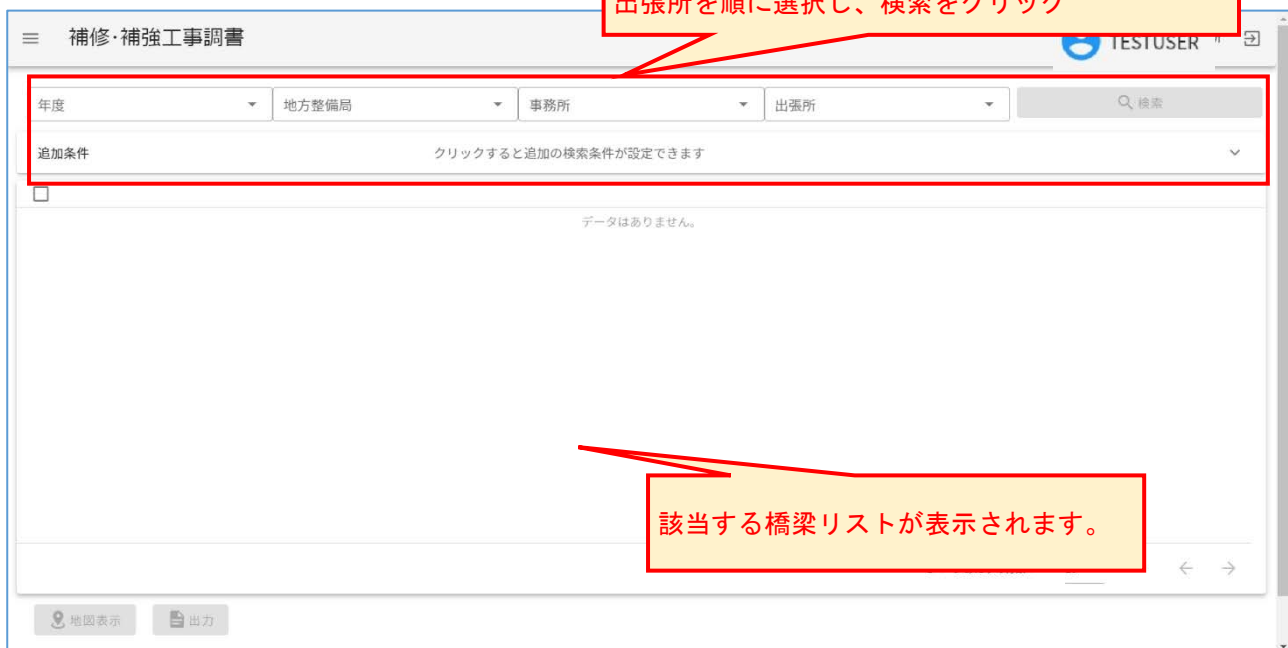 出張所を順に選択し、検索をクリック
補修・補強工事調書
TESTUSER
年度
地方整備局
事務所
出張所
検索
追加条件
クリックすると追加の検索条件が設定できます
データはありません。
該当する橋梁リストが表示されます。
地図表示
出力